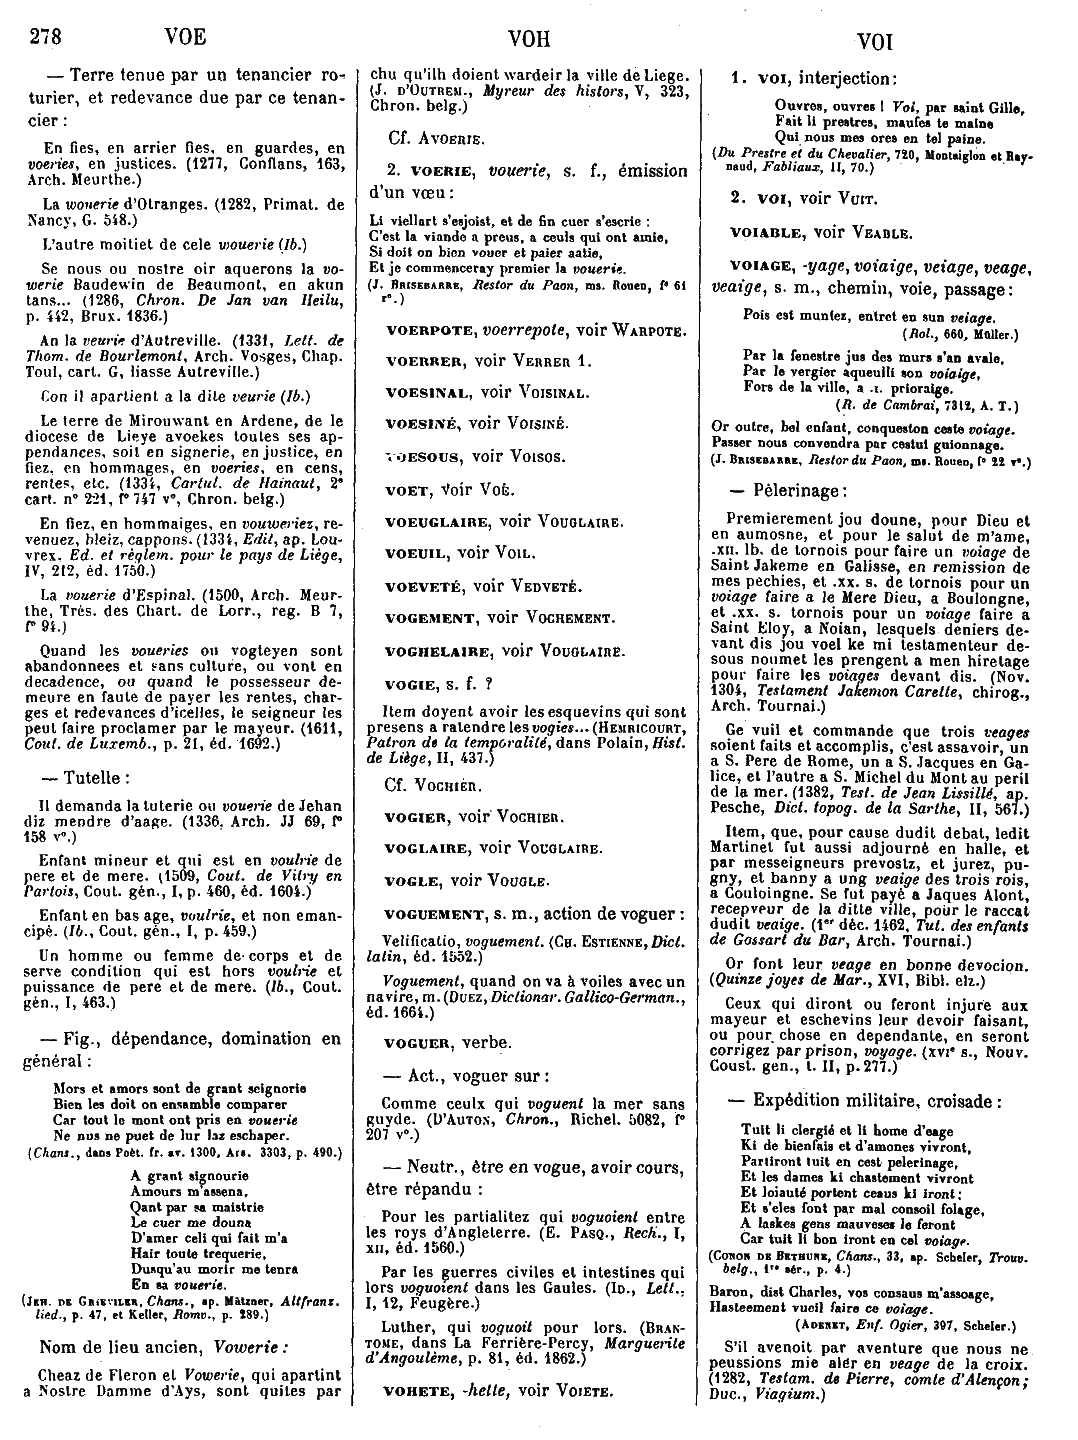 278 VOE VOH VOI
— Terre tenue par un tenancier ro-
turier, et redevance due par ce tenan-
cier :
En fies, en arrier fies, en guardes, en
voeries, en justices. (1277, Conflans, 163,
Arch. Meurthe.)
La wouerie d'Otranges. (1282, Primat. de
Nancy, G. 548.)
L'autre moitiet de cele wouerie (Ib.)
Se nous ou nostre oir aquerons la vo-
werie Baudewin de Beaumont, en akun
tans... (1286, Chron. De Jan van Heilu,
p. 442, Brux. 1836.)
An la veurie d'Autreville. (1331, Lett. de
Thom. de Bourlemont, Arch. Vosges, Chap.
Toul, cart. G, liasse Autreville.)
Con il apartient a la dite veurie (Ib.)
Le terre de Mirouwant en Ardene, de le
diocese de Liege avoekes toutes ses ap-
pendances, soit en signerie, en justice, en
fiez, en hommages, en voeries, en cens,
rentes, etc. (1334, Cartul. de Hainaut, 2e
cart. n° 221, f° 747 v°, Chron. belg.)
En fiez, en hommaiges, en vouweriez, re-
venuez, bleiz, cappons. (1334, Edit, ap. Lou-
vrex. Ed. et règlem. pour le pays de Liège,
IV, 212, éd. 1750.)
La vouerie d'Espinal. (1500, Arch. Meur-
the, Trés. des Chart. de Lorr., reg. B 7,
f° 94.)
Quand les voueries ou vogteyen sont
abandonnees et sans culture, ou vont en
decadence, ou quand le possesseur de-
meure en faute de payer les rentes, char-
ges et redevances d'icelles, le seigneur les
peut faire proclamer par le mayeur. (1611,
Cout. de Luxemb., p. 21, éd. 1692.)
— Tutelle :
Il demanda la tuterie ou vouerie de Jehan
diz mendre d'aage. (1336, Arch. JJ 69, f°
158 v°.)
Enfant mineur et qui est en voulrie de
pere et de mere. (1509, Cout. de Vitry en
Partois, Cout. gén., I, p. 460, éd. 1604.)
Enfant en bas age, voulrie, et non eman-
cipé. (Ib., Cout. gén., I, p. 459.)
Un homme ou femme de corps et de
serve condition qui est hors voulrie et
puissance de pere et de mere. (Ib., Cout.
gén., I, 463.)
— Fig., dépendance, domination en
général :
Mors et amors sont de grant seignorie
Bien les doit on ensamble comparer
Car tout le mont ont pris en vouerie
Ne nus ne puet de lur laz eschaper.
(Chans., dans Poèt. fr. av. 1300, Ars. 3303, p. 490.)
A grant signourie
Amours m'assena,
Qant par sa maistrie
Le cuer me douna
D'amer celi qui fait m'a
Hair toute trequerie,
Dusqu'au morir me tenra
En sa vouerie.
(Jeh. de Grieviler, Chans., ap. Mätzner, Altfranz.
lied., p. 47, et Keller, Romv., p. 289.)
Nom de lieu ancien, Vowerie :
Cheaz de Fleron et Vowerie, qui apartint
a Nostre Damme d'Ays, sont quites par
chu qu'ilh doient wardeir la ville de Liege.
(J. d'Outrem., Myreur des histors, V, 323,
Chron. belg.)
Cf. Avoerie.
2. VOERIE, vouerie, s. f., émission
d'un vœu :
Li viellart s'esjoist, et de fin cuer s'escrie :
C'est la viande a preus, a ceuls qui ont amie,
Si doit on bien vouer et paier aatie,
Et je commenceray premier la vouerie.
(J. Brisebarre, Restor du Paon, ms. Rouen, f° 61
r°.)
VOERPOTE, voerrepote, voir Warpote.
VOERRER, voir Verrer 1.
VOESINAL, voir Voisinal.
VOESINÉ, voir Voisiné.
VOESOUS, voir Voisos.
VOET, voir Voé.
VOEUGLAIRE, voir Vouglaire.
VOEUIL, voir Voil.
VOEVETÉ, voir Vedveté.
VOGEMENT, voir Vochement.
VOGHELAIRE, voir Vouglaire.
VOGIE, s. f. ?
Item doyent avoir les esquevins qui sont
presens a ratendre les vogies... (Hemricourt,
Patron de la temporalité, dans Polain, Hist.
de Liège, II, 437.)
Cf. Vochien.
VOGIER, voir Vochier.
VOGLAIRE, voir Vouglaire.
VOGLE, voir Vougle.
VOGUEMENT, s. m., action de voguer :
Velificatio, voguement. (Ch. Estienne, Dict.
latin, éd. 1552.)
Voguement, quand on va à voiles avec un
navire, m. (Duez, Dictionar. Gallico-German.,
éd. 1664.)
VOGUER, verbe.
— Act., voguer sur :
Comme ceulx qui voguent la mer sans
guyde. (D'Auton, Chron., Richel. 5082, f°
207 v°.)
— Neutr., être en vogue, avoir cours,
être répandu :
Pour les partialitez qui voguoient entre
les roys d'Angleterre. (E. Pasq., Rech., I,
xii, éd. 1560.)
Par les guerres civiles et intestines qui
lors voguoient dans les Gaules. (Id., Lett.,
I, 12, Feugère.)
Luther, qui voguoit pour lors. (Bran-
tome, dans La Ferrière-Percy, Marguerite
d'Angoulème, p. 81, éd. 1862.)
VOHETE, -hette, voir Voiete.
1. VOI, interjection :
Ouvres, ouvres ! Voi, par saint Gille,
Fait li prestres, maufes te maine
Qui nous mes ores en tel paine.
(Du Prestre et du Chevalier, 720, Montaiglon et Ray-
naud, Fabliaux, II, 70.)
2. VOI, voir Vuit.
VOIABLE, voir Veable.
VOIAGE, -yage, voiaige, veiage, veage,
veaige, s. m., chemin, voie, passage :
Pois est muntez, entret en sun veiage.
(Rol., 660, Müller.)
Par la fenestre jus des murs s'an avale,
Par le vergier aqueulli son voiaige,
Fors de la ville, a .i. prioraige.
(R. de Cambrai, 7312, A. T.)
Or outre, bel enfant, conqueston ceste voiage.
Passer nous convendra par cestui guionnage.
(J. Brisebarre, Restor du Paon, ms. Rouen, f° 22 r°.)
— Pèlerinage :
Premierement jou doune, pour Dieu et
en aumosne, et pour le salut de m'ame,
.xii. lb. de tornois pour faire un voiage de
Saint Jakeme en Galisse, en remission de
mes pechies, et .xx. s. de tornois pour un
voiage faire a le Mere Dieu, a Boulongne,
et .xx. s. tornois pour un voiage faire a
Saint Eloy, a Noian, lesquels deniers de-
vant dis jou voel ke mi testamenteur de-
sous noumet les prengent a men hiretage
pour faire les voiages devant dis. (Nov.
1304, Testament Jakemon Carette, chirog.,
Arch. Tournai.)
Ge vuil et commande que trois veages
soient faits et accomplis, c'est assavoir, un
a S. Pere de Rome, un a S. Jacques en Ga-
lice, et l'autre a S. Michel du Mont au peril
de la mer. (1382, Test. de Jean Lissillé, ap.
Pesche, Dict. topog. de la Sarthe, II, 567.)
Item, que, pour cause dudit debat, ledit
Martinet fut aussi adjourné en halle, et
par messeigneurs prevostz, et jurez, pu-
gny, et banny a ung veaige des trois rois,
a Couloingne. Se fut payé a Jaques Alont,
recepveur de la ditte ville, pour le raccat
dudit veaige. (1er déc. 1462, Tut. des enfants
de Gossart du Bar, Arch. Tournai.)
Or font leur veage en bonne devocion.
(Quinze joyes de Mar., XVI, Bibl. elz.)
Ceux qui diront ou feront injure aux
mayeur et eschevins leur devoir faisant,
ou pour chose en dependante, en seront
corrigez par prison, voyage. (xvie s., Nouv.
Coust. gen., t. II, p. 277.)
— Expédition militaire, croisade :
Tuit li clergié et li home d'eage
Ki de bienfais et d'amones vivront,
Partiront tuit en cest pelerinage,
Et les dames ki chastement vivront
Et loiauté portent ceaus ki iront ;
Et s'eles font par mal consoil folage,
A laskes gens mauveses le feront
Car tuit li bon iront en cel voiage.
(Conon de Bethune, Chans., 33, ap. Scheler, Trouv.
belg., 1re sér., p. 4.)
Baron, dist Charles, vos consaus m'assoage,
Hasteement vueil faire ce voiage.
(Adenet, Enf. Ogier, 397, Scheler.)
S'il avenoit par aventure que nous ne
peussions mie aler en veage de la croix.
(1282, Testam. de Pierre, comte d'Alençon ;
Duc., Viagium.)